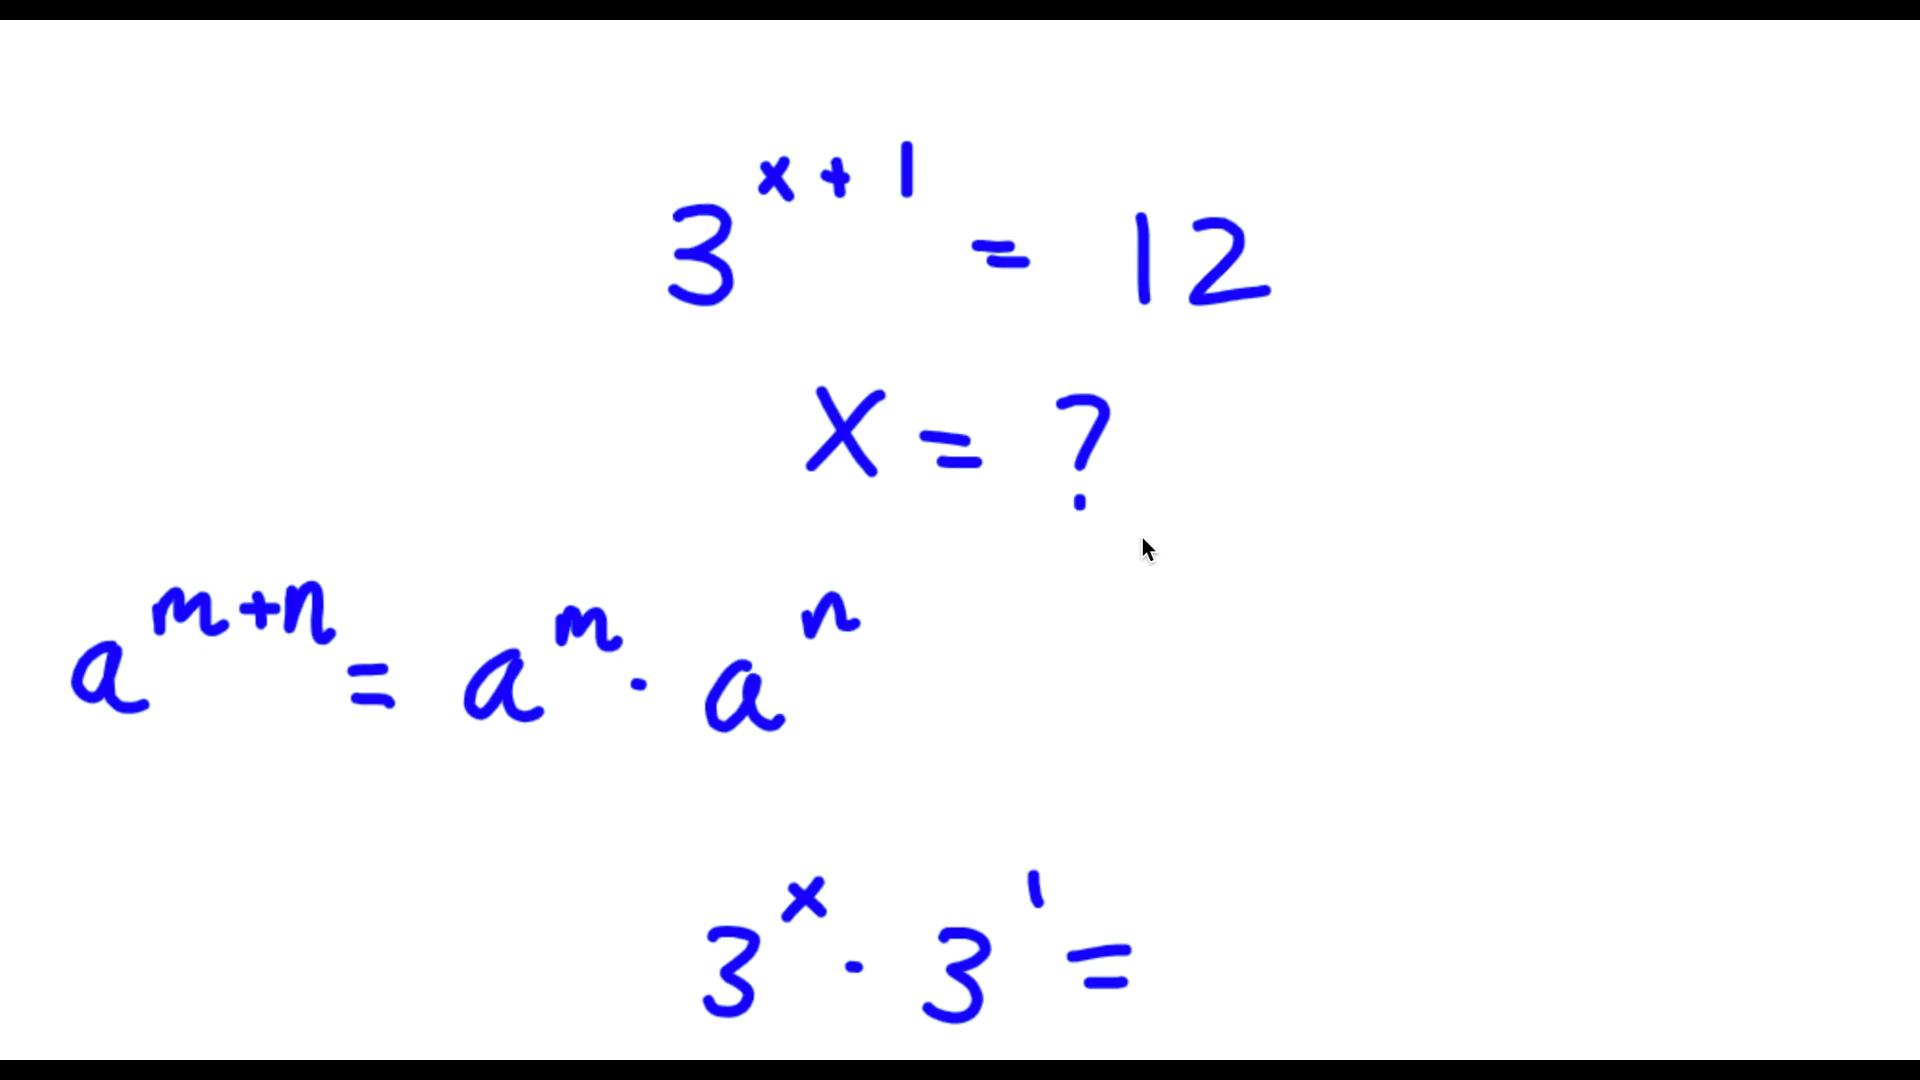 3^{x+1} = 12
x = ?
a^{m+n} = a^m · a^n
3^x · 3^1 =